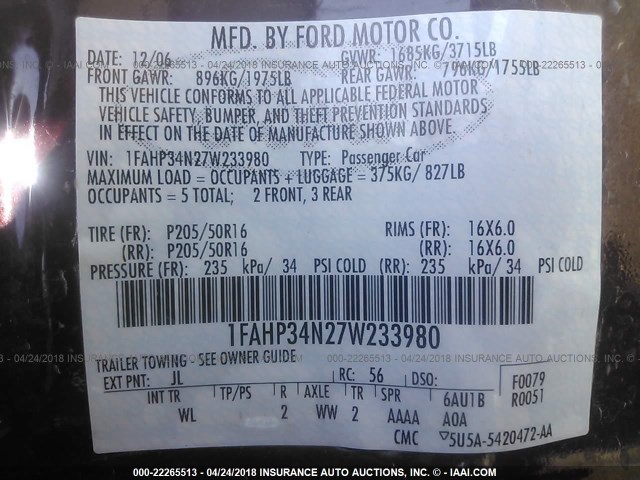 MFD. BY FORD MOTOR CO.
DATE: 12/06 GVWR: 1685KG/3715LB
FRONT GAWR: 896KG/1975LB REAR GAWR: 796KG/1755LB
THIS VEHICLE CONFORMS TO ALL APPLICABLE FEDERAL MOTOR
VEHICLE SAFETY, BUMPER, AND THEFT PREVENTION STANDARDS
IN EFFECT ON THE DATE OF MANUFACTURE SHOWN ABOVE.
VIN: 1FAHP34N27W233980 TYPE: Passenger Car
MAXIMUM LOAD = OCCUPANTS + LUGGAGE = 375KG/ 827LB
OCCUPANTS = 5 TOTAL; 2 FRONT, 3 REAR
TIRE (FR): P205/50R16 RIMS (FR): 16X6.0
(RR): P205/50R16 (RR): 16X6.0
PRESSURE (FR): 235 kPa/ 34 PSI COLD (RR): 235 kPa/ 34 PSI COLD
1FAHP34N27W233980
TRAILER TOWING - SEE OWNER GUIDE
EXT PNT: JL RC: 56 DSO: F0079
INT TR TP/PS R AXLE TR SPR 6AU1B R0051
WL 2 WW 2 AAAA A0A
CMC ▽5U5A-5420472-AA
000-22265513 - 04/24/2018 INSURANCE AUTO AUCTIONS, INC. - © - IAAI.COM